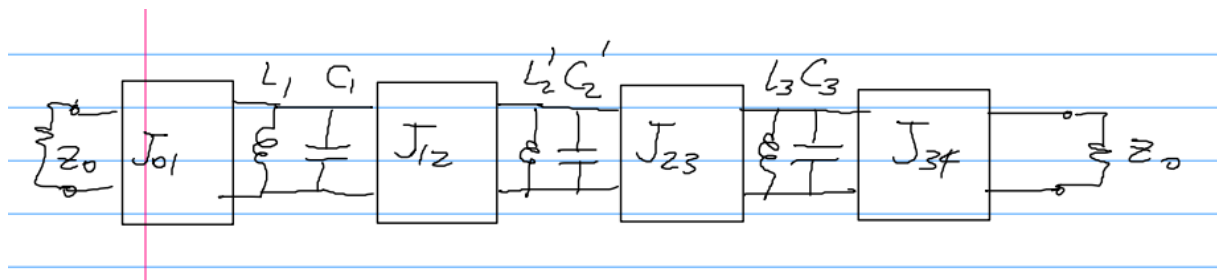 L₁ C₁ L₂' C₂' L₃ C₃
Z₀ J₀₁ J₁₂ J₂₃ J₃₄ Z₀